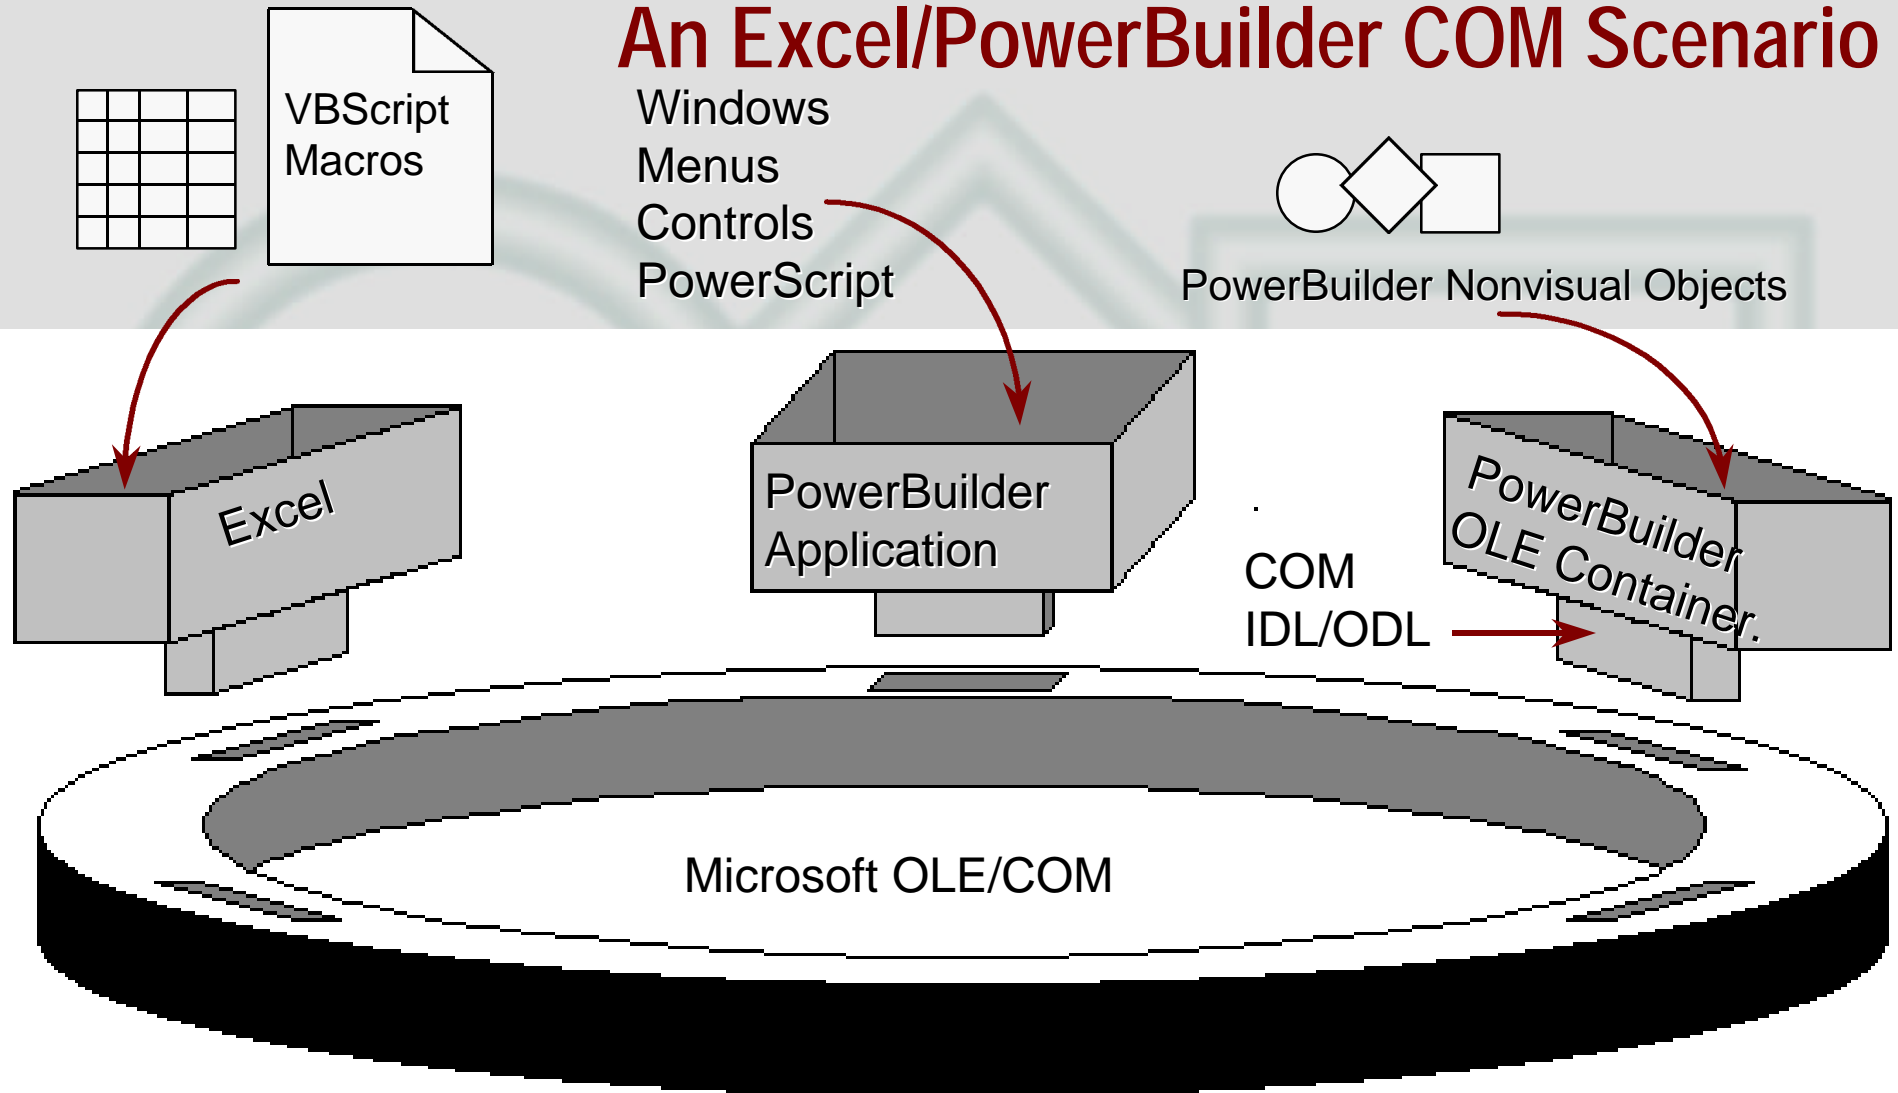 An Excel/PowerBuilder COM Scenario
VBScript
Macros
Windows
Menus
Controls
PowerScript
PowerBuilder Nonvisual Objects
Excel
PowerBuilder
Application
PowerBuilder
OLE Container.
COM
IDL/ODL
Microsoft OLE/COM